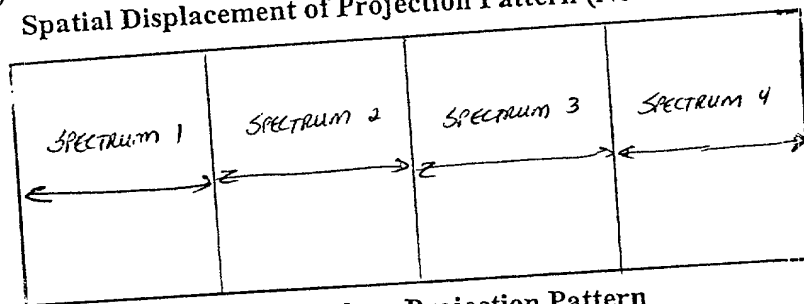 Spatial Displacement of Projection Pattern
SPECTRUM 1 SPECTRUM 2 SPECTRUM 3 SPECTRUM 4
Projection Pattern